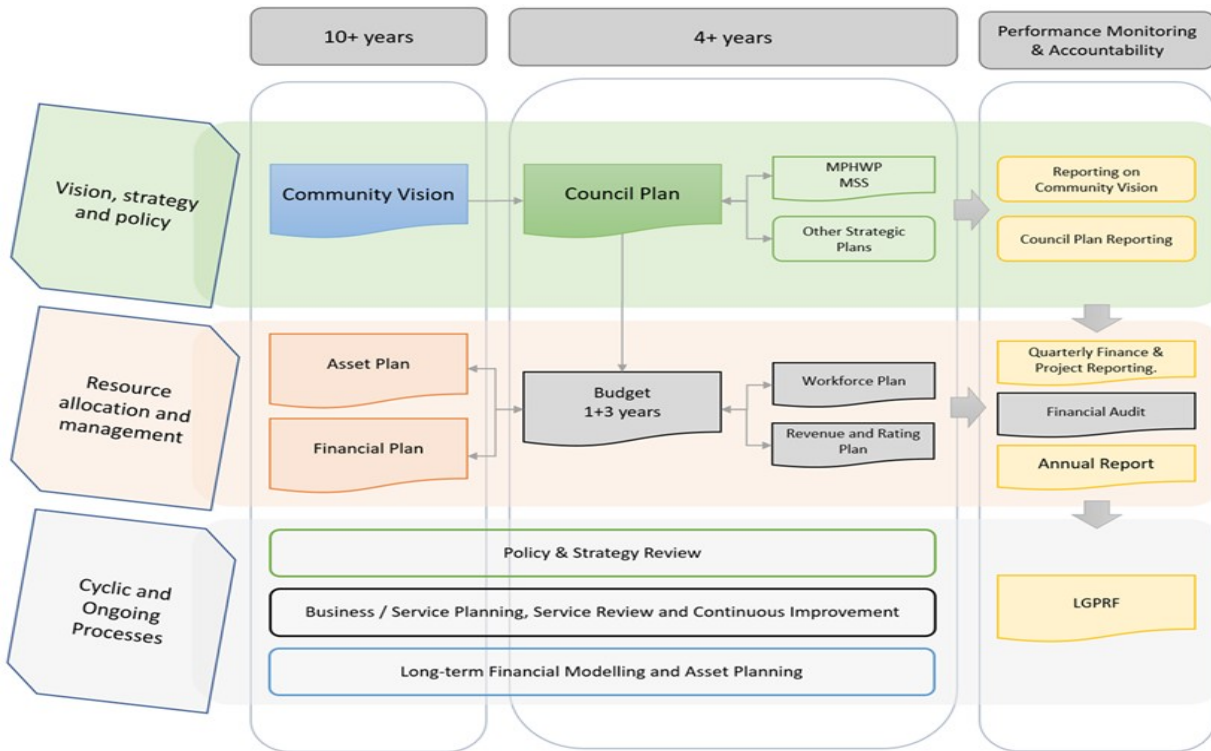 10+ years
4+ years
Performance Monitoring
& Accountability
Vision, strategy
and policy
Community Vision
Council Plan
MPHWP
MSS
Other Strategic
Plans
Reporting on
Community Vision
Council Plan Reporting
Resource
allocation and
management
Asset Plan
Financial Plan
Budget
1+3 years
Workforce Plan
Revenue and Rating
Plan
Quarterly Finance &
Project Reporting.
Financial Audit
Annual Report
Cyclic and
Ongoing
Processes
Policy & Strategy Review
Business / Service Planning, Service Review and Continuous Improvement
Long-term Financial Modelling and Asset Planning
LGPRF